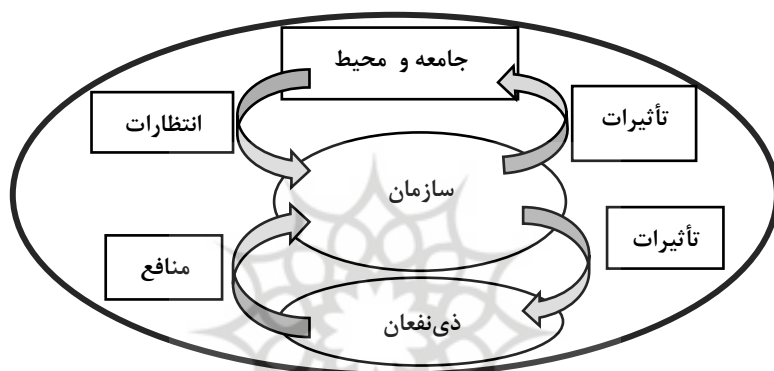 جامعه و محیط
انتظارات
تأثیرات
سازمان
منافع
تأثیرات
ذی‌نفعان